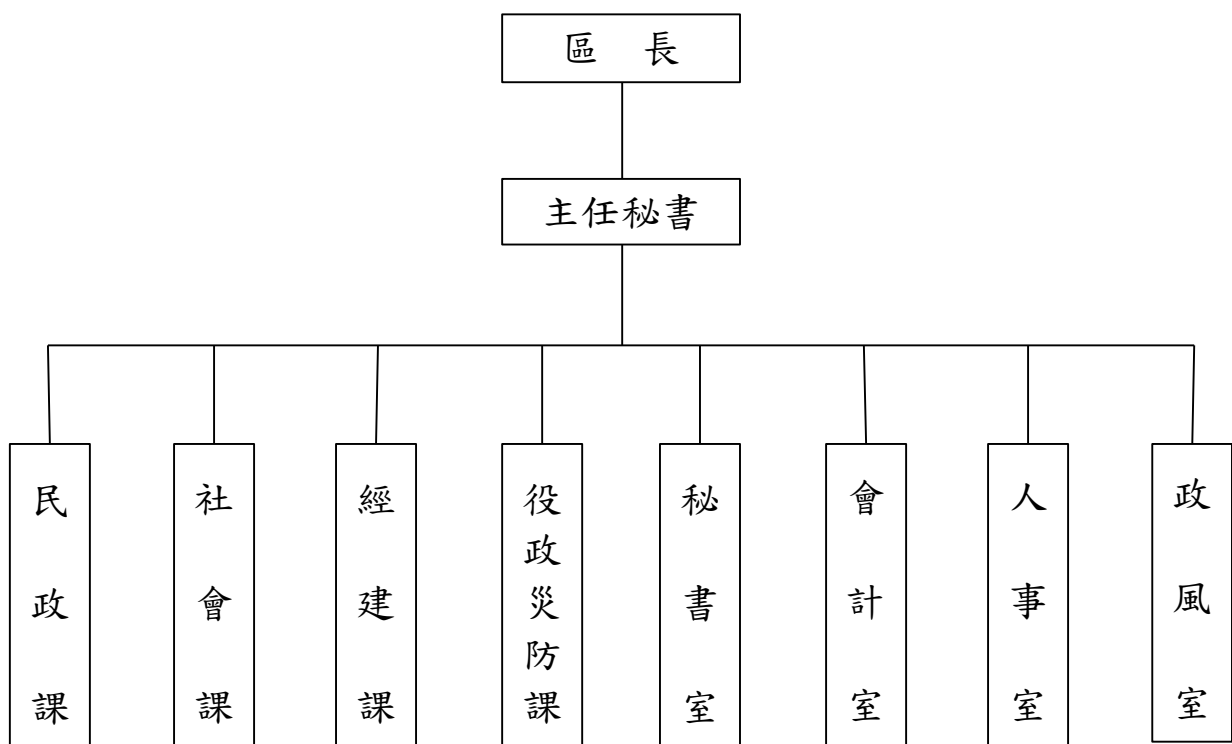 區 長
主任秘書
民政課
社會課
經建課
役政災防課
秘書室
會計室
人事室
政風室